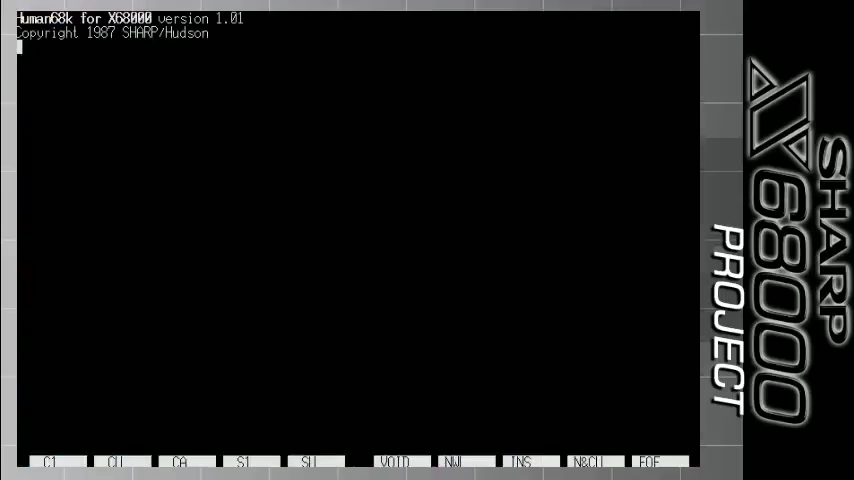 Human68k for X68000 version 1.01
Copyright 1987 SHARP/Hudson
C1 CU CA S1 SU VOID NWL INS N&CU EOF
SHARP
X68000
PROJECT